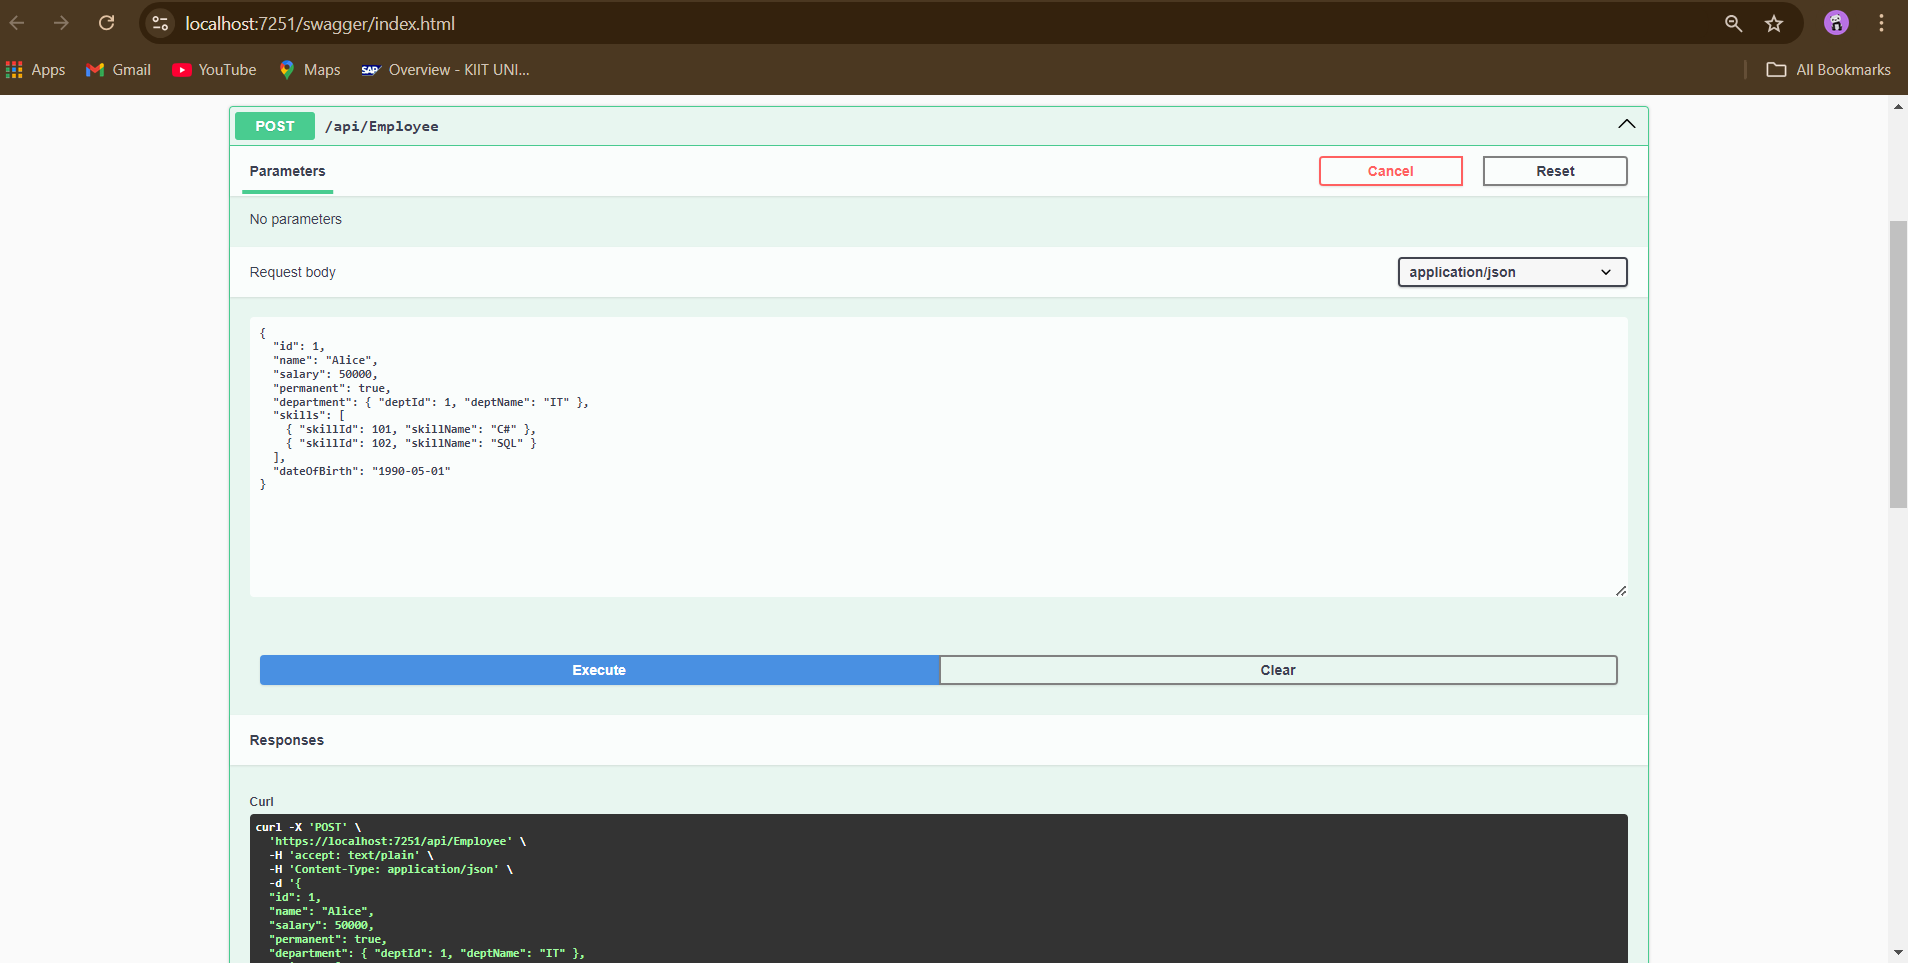 localhost:7251/swagger/index.html
Apps Gmail YouTube Maps SAP Overview - KIIT UNI... All Bookmarks
POST /api/Employee
Parameters Cancel Reset
No parameters
Request body application/json
{
"id": 1,
"name": "Alice",
"salary": 50000,
"permanent": true,
"department": { "deptId": 1, "deptName": "IT" },
"skills": [
{ "skillId": 101, "skillName": "C#" },
{ "skillId": 102, "skillName": "SQL" }
],
"dateOfBirth": "1990-05-01"
}
Execute Clear
Responses
Curl
curl -X 'POST' \
'https://localhost:7251/api/Employee' \
-H 'accept: text/plain' \
-H 'Content-Type: application/json' \
-d '{
"id": 1,
"name": "Alice",
"salary": 50000,
"permanent": true,
"department": { "deptId": 1, "deptName": "IT" },